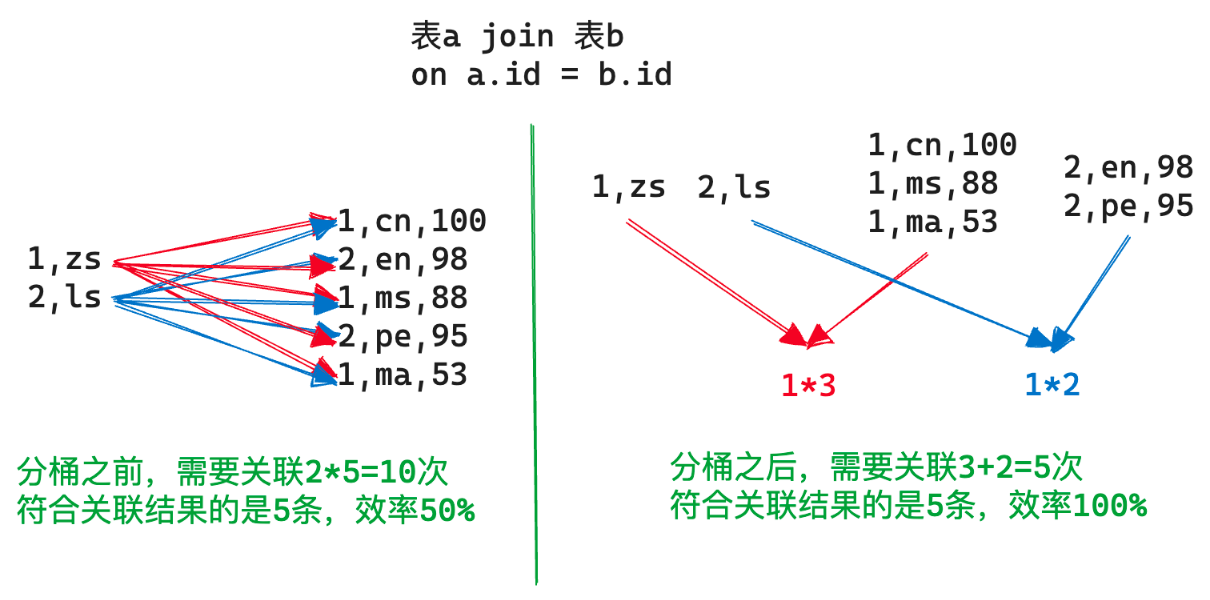 表a join 表b
on a.id = b.id
1,zs
2,ls
1,cn,100
2,en,98
1,ms,88
2,pe,95
1,ma,53
分桶之前，需要关联2*5=10次
符合关联结果的是5条，效率50%
1,zs
2,ls
1,cn,100
1,ms,88
1,ma,53
2,en,98
2,pe,95
1*3
1*2
分桶之后，需要关联3+2=5次
符合关联结果的是5条，效率100%